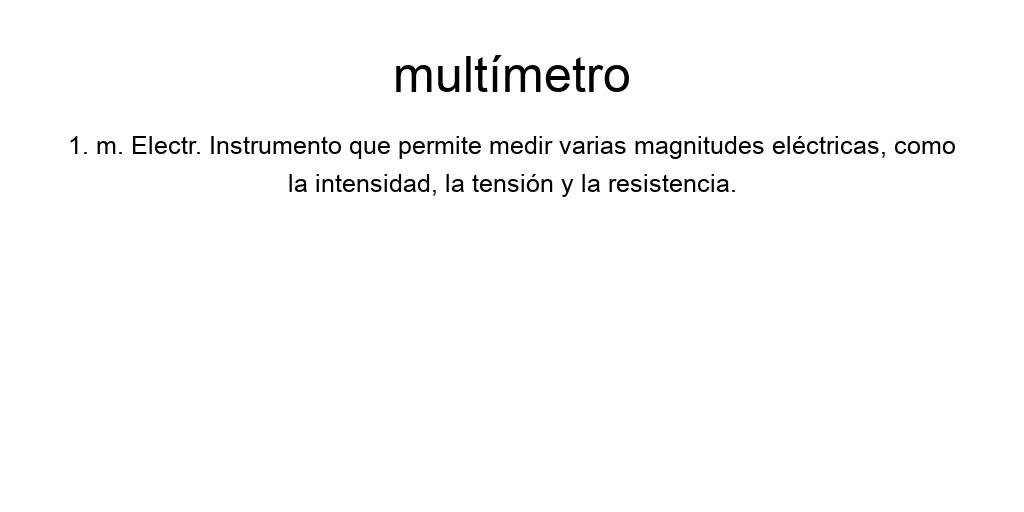 multímetro
1. m. Electr. Instrumento que permite medir varias magnitudes eléctricas, como
la intensidad, la tensión y la resistencia.